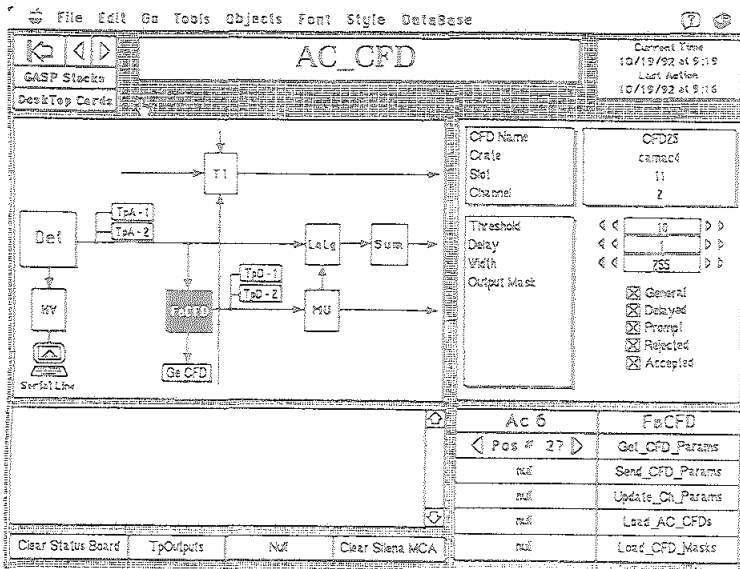 File Edit Go Tools Objects Font Style DataBase
AC_CFD
Current Time
10/19/92 at 9:19
Last Action
10/19/92 at 9:16
GASP Stacks
DeskTop Cards
T1
TpA-1
TpA-2
Det
LeLg
Sum
TpD-1
TpD-2
HV
FpCFD
MU
Serial Line
Ge CFD
CFD Name CFD25
Crate camac4
Slot 11
Channel 2
Threshold 10
Delay 1
Width 255
Output Mask
General
Delayed
Prompt
Rejected
Accepted
Ac 6 FpCFD
Pos # 27 Get_CFD_Params
null Send_CFD_Params
null Update_Ch_Params
null Load_AC_CFDs
null Load_CFD_Masks
Clear Status Board TpOutputs Null Clear Silena MCA